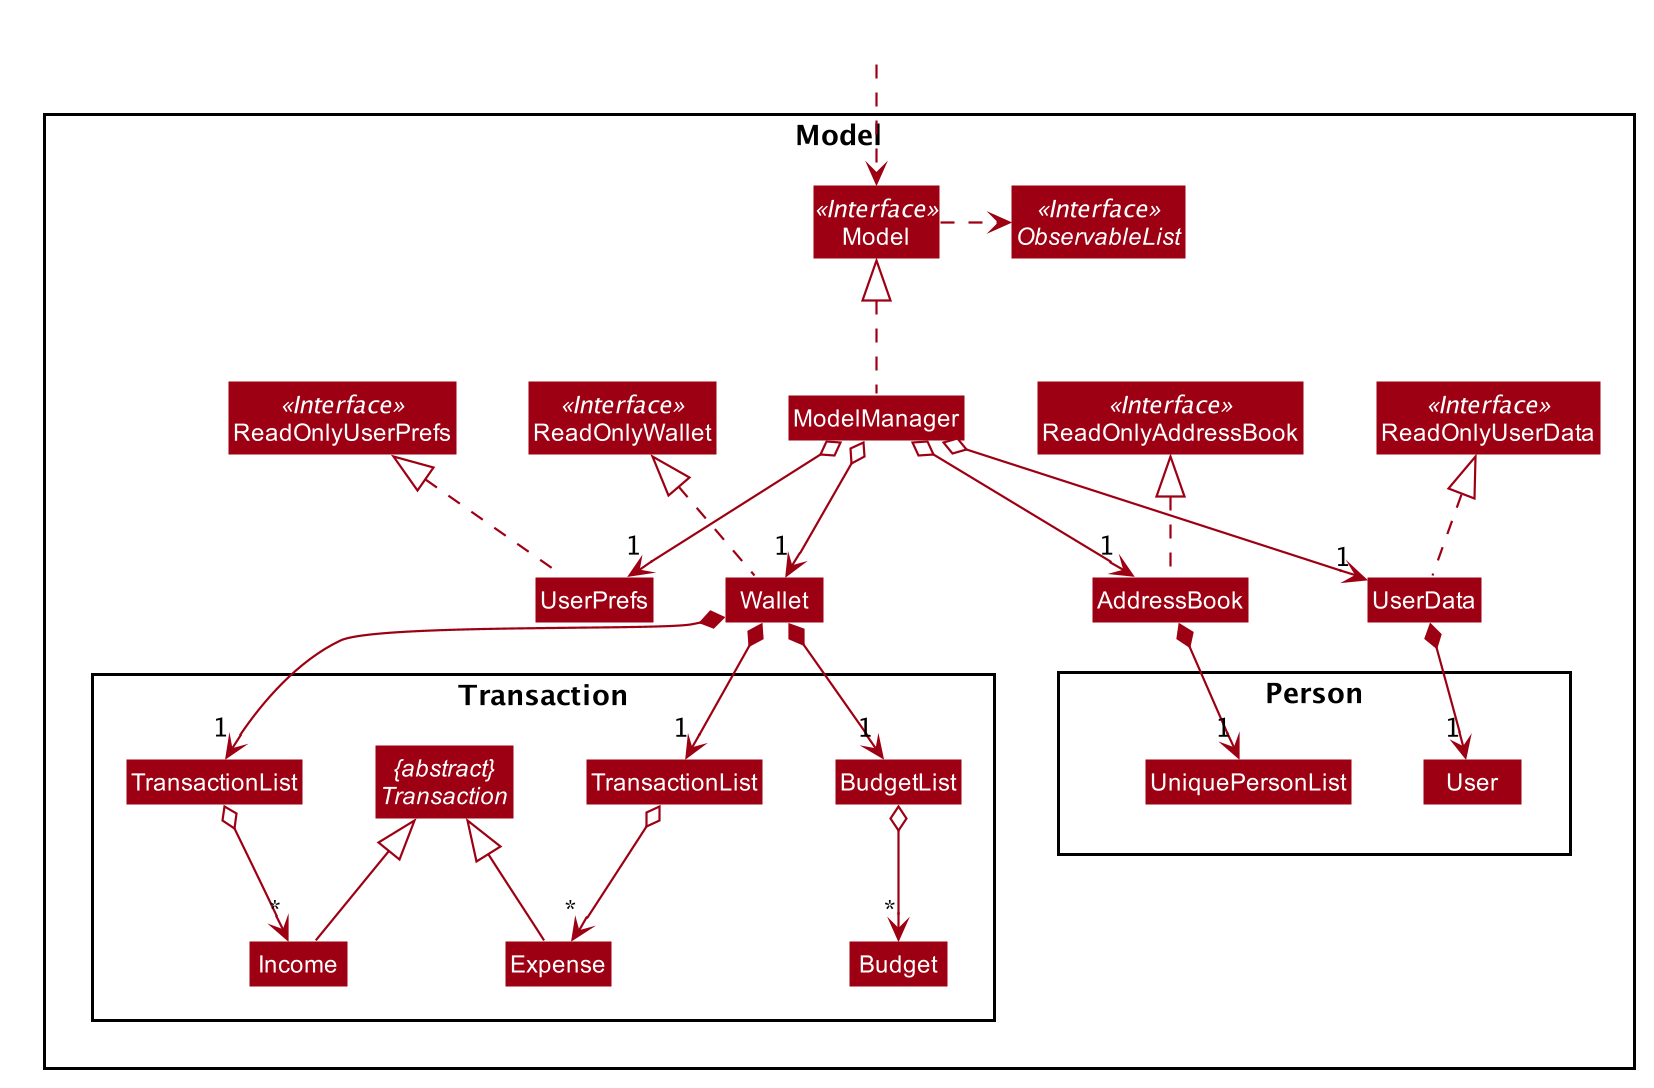 Model
«Interface»
Model
«Interface»
ObservableList
«Interface»
ReadOnlyUserPrefs
«Interface»
ReadOnlyWallet
ModelManager
«Interface»
ReadOnlyAddressBook
«Interface»
ReadOnlyUserData
1
1
1
1
UserPrefs
Wallet
AddressBook
UserData
Transaction
Person
1
1
1
1
1
TransactionList
{abstract}
Transaction
TransactionList
BudgetList
UniquePersonList
User
*
*
*
Income
Expense
Budget